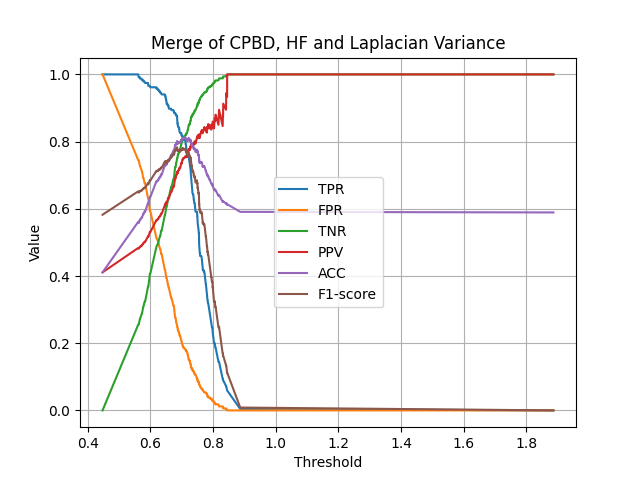 Merge of CPBD, HF and Laplacian Variance
1.0
0.8
0.6
0.4
0.2
0.0
Value
TPR
FPR
TNR
PPV
ACC
F1-score
0.4 0.6 0.8 1.0 1.2 1.4 1.6 1.8
Threshold